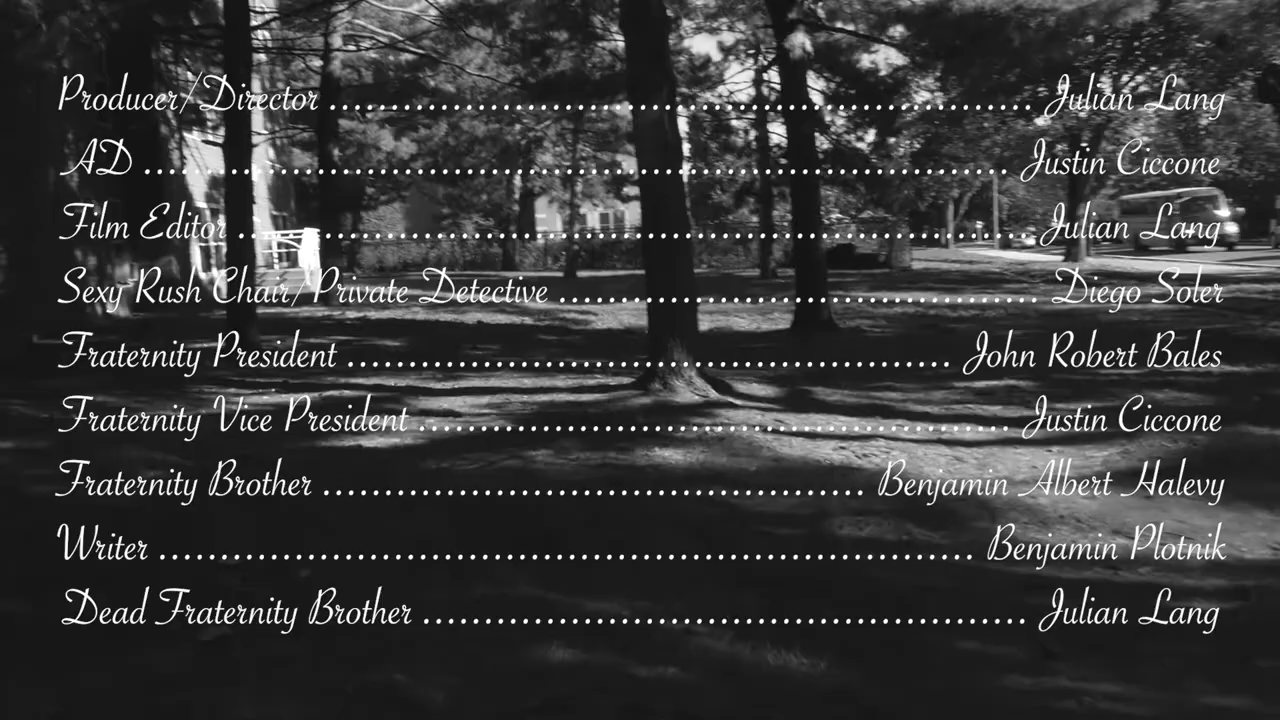 Producer/Director ........................................................ Julian Lang
AD ..................................................................... Justin Ciccone
Film Editor ............................................................... Julian Lang
Sexy Rush Chair/Private Detective ...................................... Diego Soler
Fraternity President ................................................ John Robert Bales
Fraternity Vice President ............................................... Justin Ciccone
Fraternity Brother ........................................... Benjamin Albert Halevy
Writer ................................................................. Benjamin Plotnik
Dead Fraternity Brother ................................................ Julian Lang